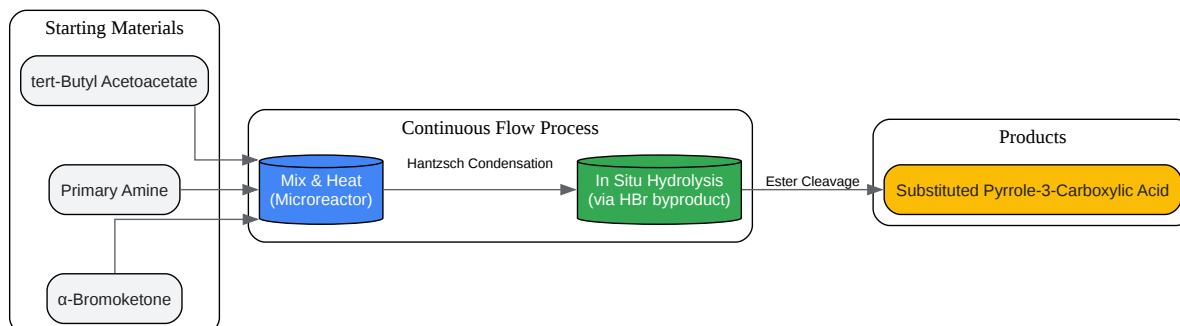 Starting Materials
tert-Butyl Acetoacetate
Primary Amine
α-Bromoketone
Continuous Flow Process
Mix & Heat
(Microreactor)
Hantzsch Condensation
In Situ Hydrolysis
(via HBr byproduct)
Ester Cleavage
Products
Substituted Pyrrole-3-Carboxylic Acid